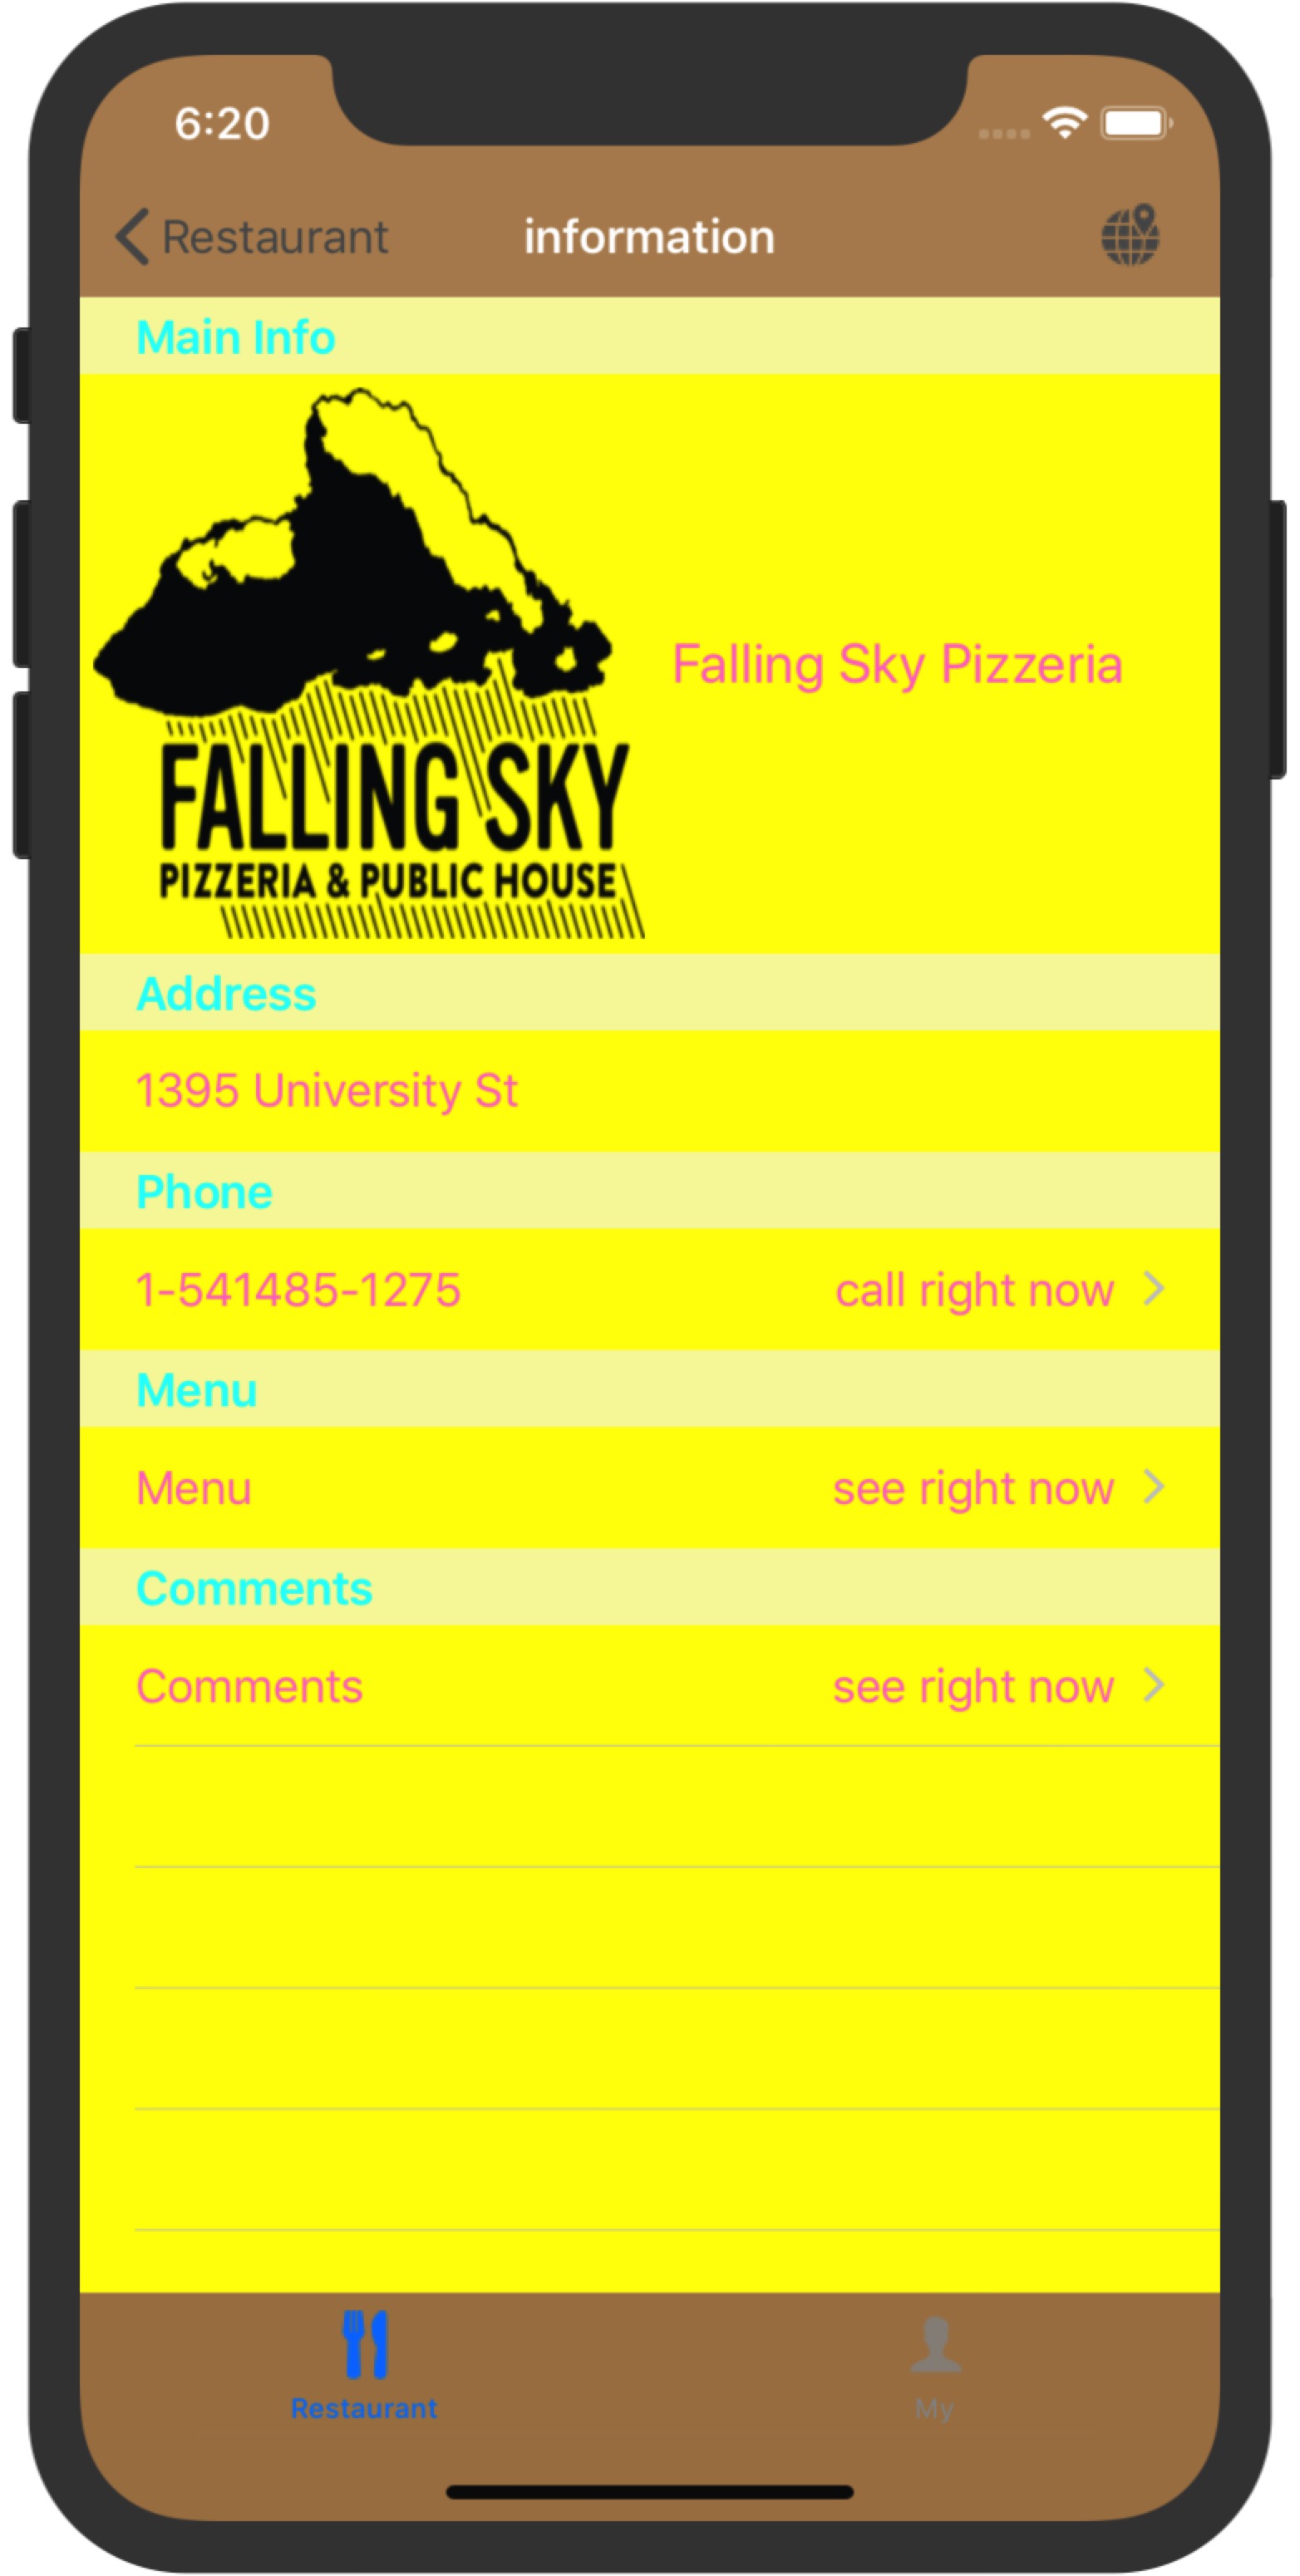 6:20
Restaurant
information
Main Info
FALLING SKY
PIZZERIA & PUBLIC HOUSE
Falling Sky Pizzeria
Address
1395 University St
Phone
1-541485-1275 call right now
Menu
Menu see right now
Comments
Comments see right now
Restaurant
My